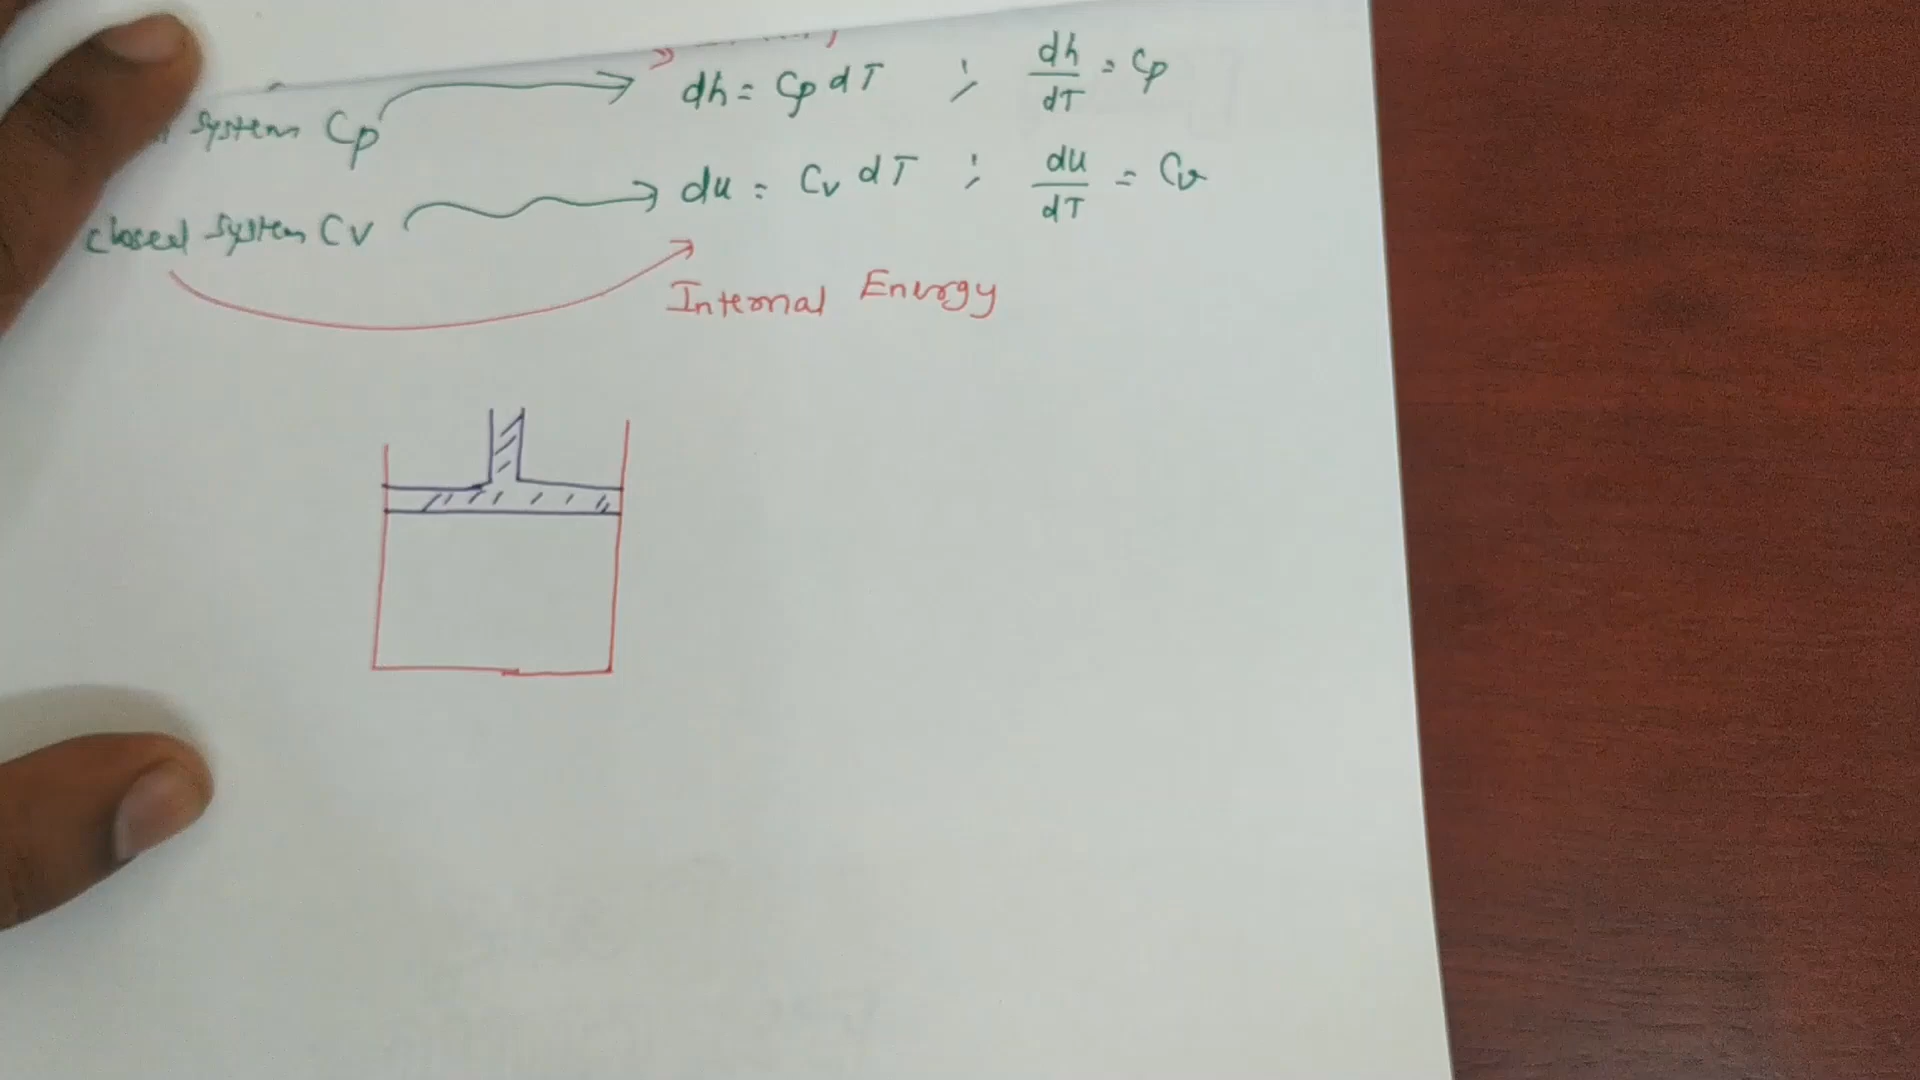 system Cp → dh = Cp dT ; dh/dT = Cp
closed system Cv → du = Cv dT ; du/dT = Cv
Internal Energy